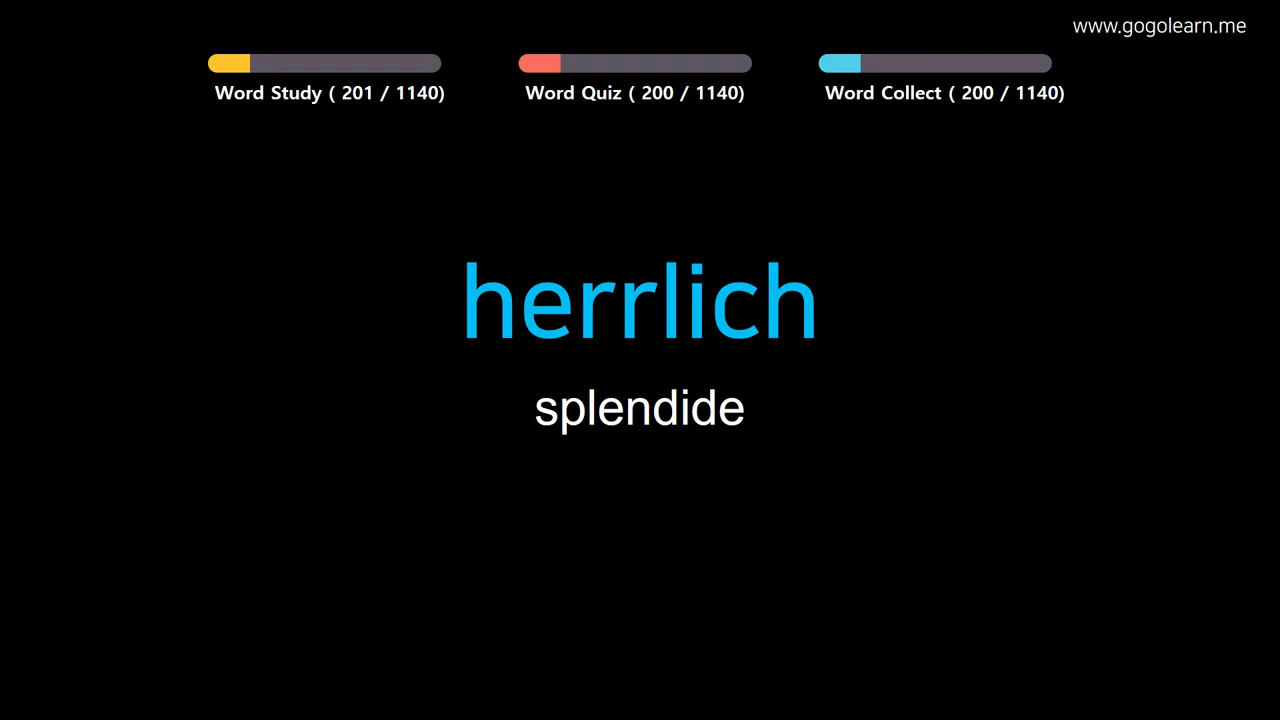 www.gogolearn.me
Word Study ( 201 / 1140)
Word Quiz ( 200 / 1140)
Word Collect ( 200 / 1140)
herrlich
splendide